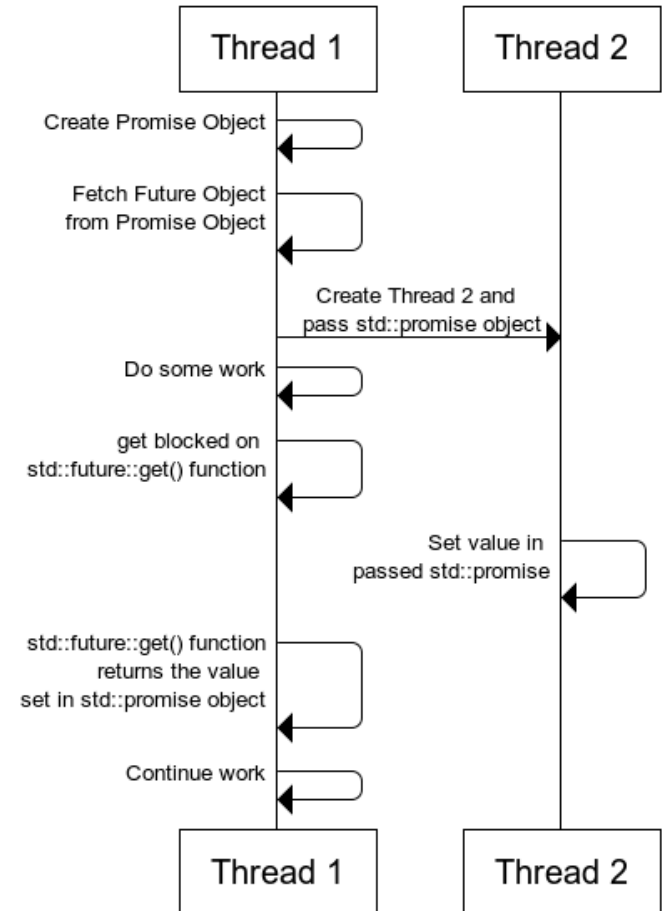 Thread 1
Thread 2
Create Promise Object
Fetch Future Object
from Promise Object
Create Thread 2 and
pass std::promise object
Do some work
get blocked on
std::future::get() function
Set value in
passed std::promise
std::future::get() function
returns the value
set in std::promise object
Continue work
Thread 1
Thread 2